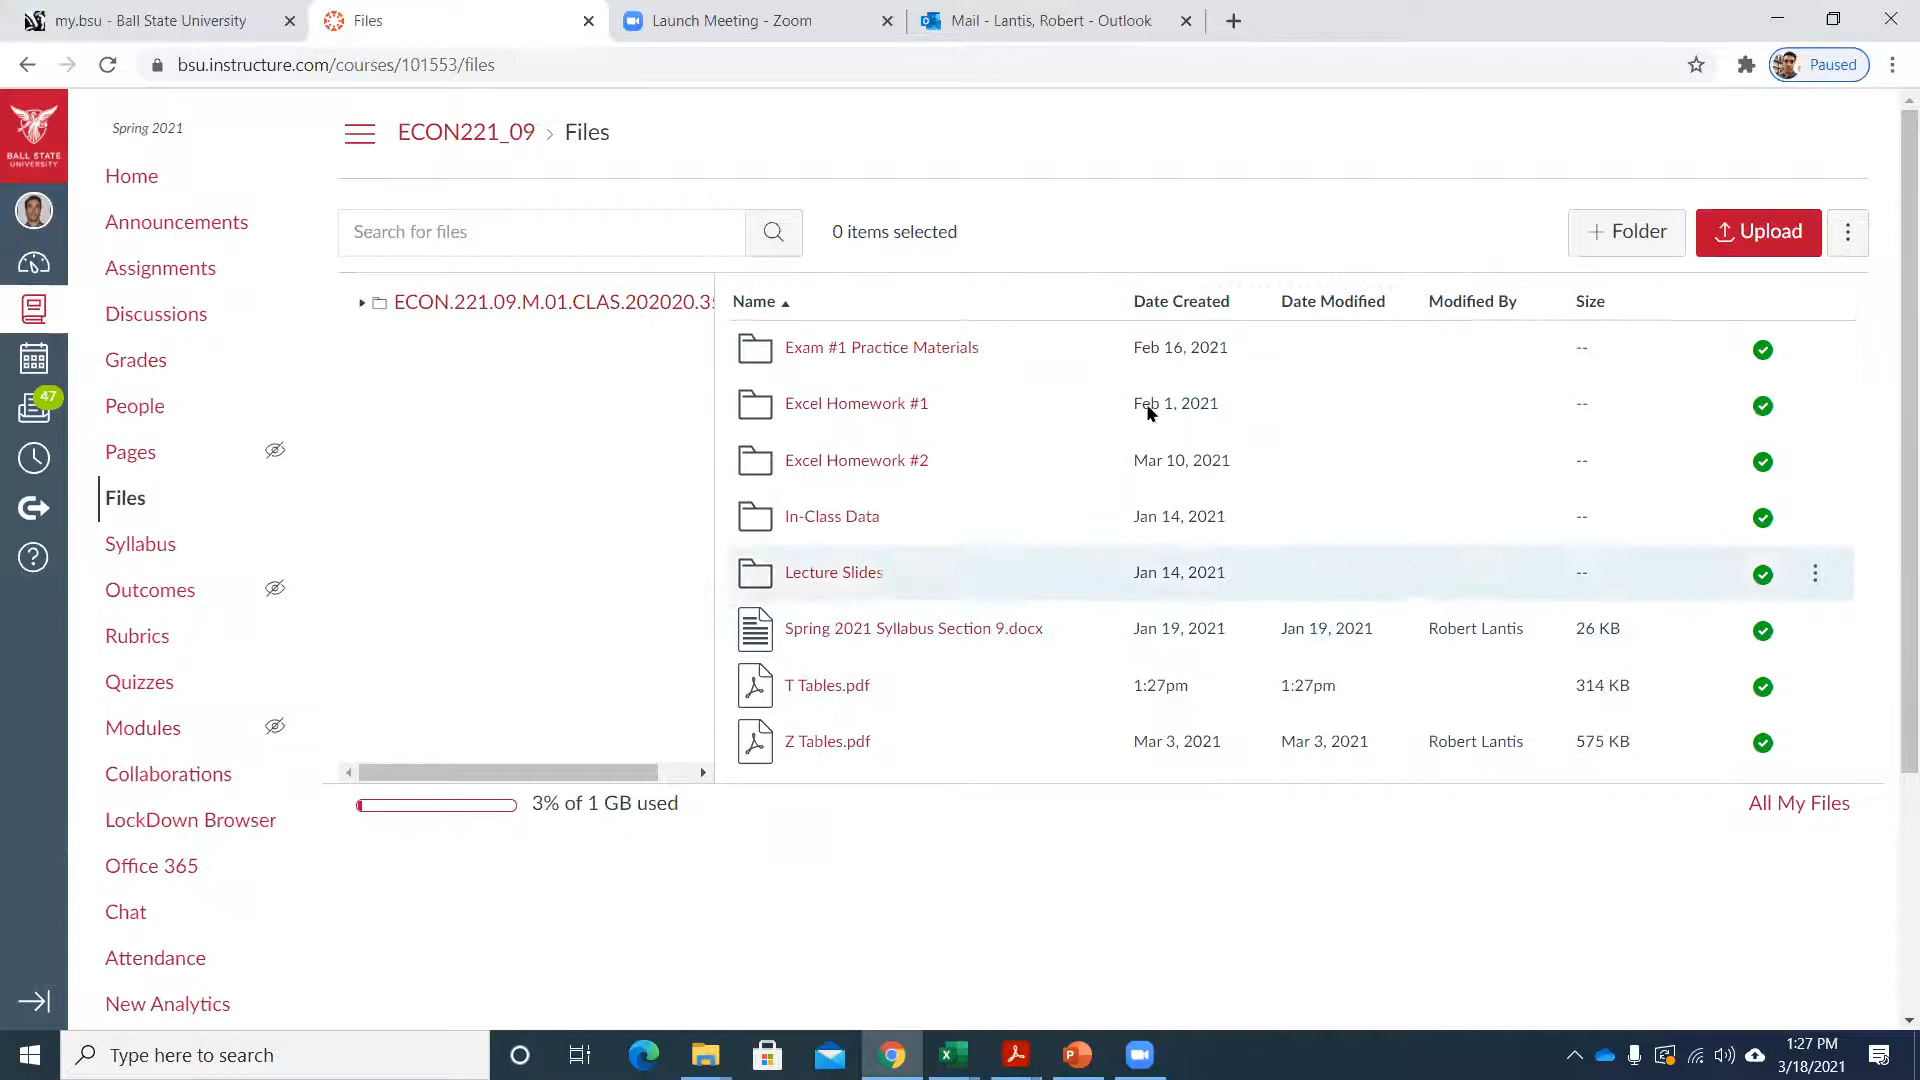 my.bsu - Ball State University
Files
Launch Meeting - Zoom
Mail - Lantis, Robert - Outlook
bsu.instructure.com/courses/101553/files
Paused
BALL STATE
UNIVERSITY
47
Spring 2021
Home
Announcements
Assignments
Discussions
Grades
People
Pages
Files
Syllabus
Outcomes
Rubrics
Quizzes
Modules
Collaborations
LockDown Browser
Office 365
Chat
Attendance
New Analytics
ECON221_09 › Files
Search for files
0 items selected
+ Folder
Upload
ECON.221.09.M.01.CLAS.202020.35
Name Date Created Date Modified Modified By Size
Exam #1 Practice Materials Feb 16, 2021 --
Excel Homework #1 Feb 1, 2021 --
Excel Homework #2 Mar 10, 2021 --
In-Class Data Jan 14, 2021 --
Lecture Slides Jan 14, 2021 --
Spring 2021 Syllabus Section 9.docx Jan 19, 2021 Jan 19, 2021 Robert Lantis 26 KB
T Tables.pdf 1:27pm 1:27pm 314 KB
Z Tables.pdf Mar 3, 2021 Mar 3, 2021 Robert Lantis 575 KB
3% of 1 GB used
All My Files
Type here to search
1:27 PM
3/18/2021